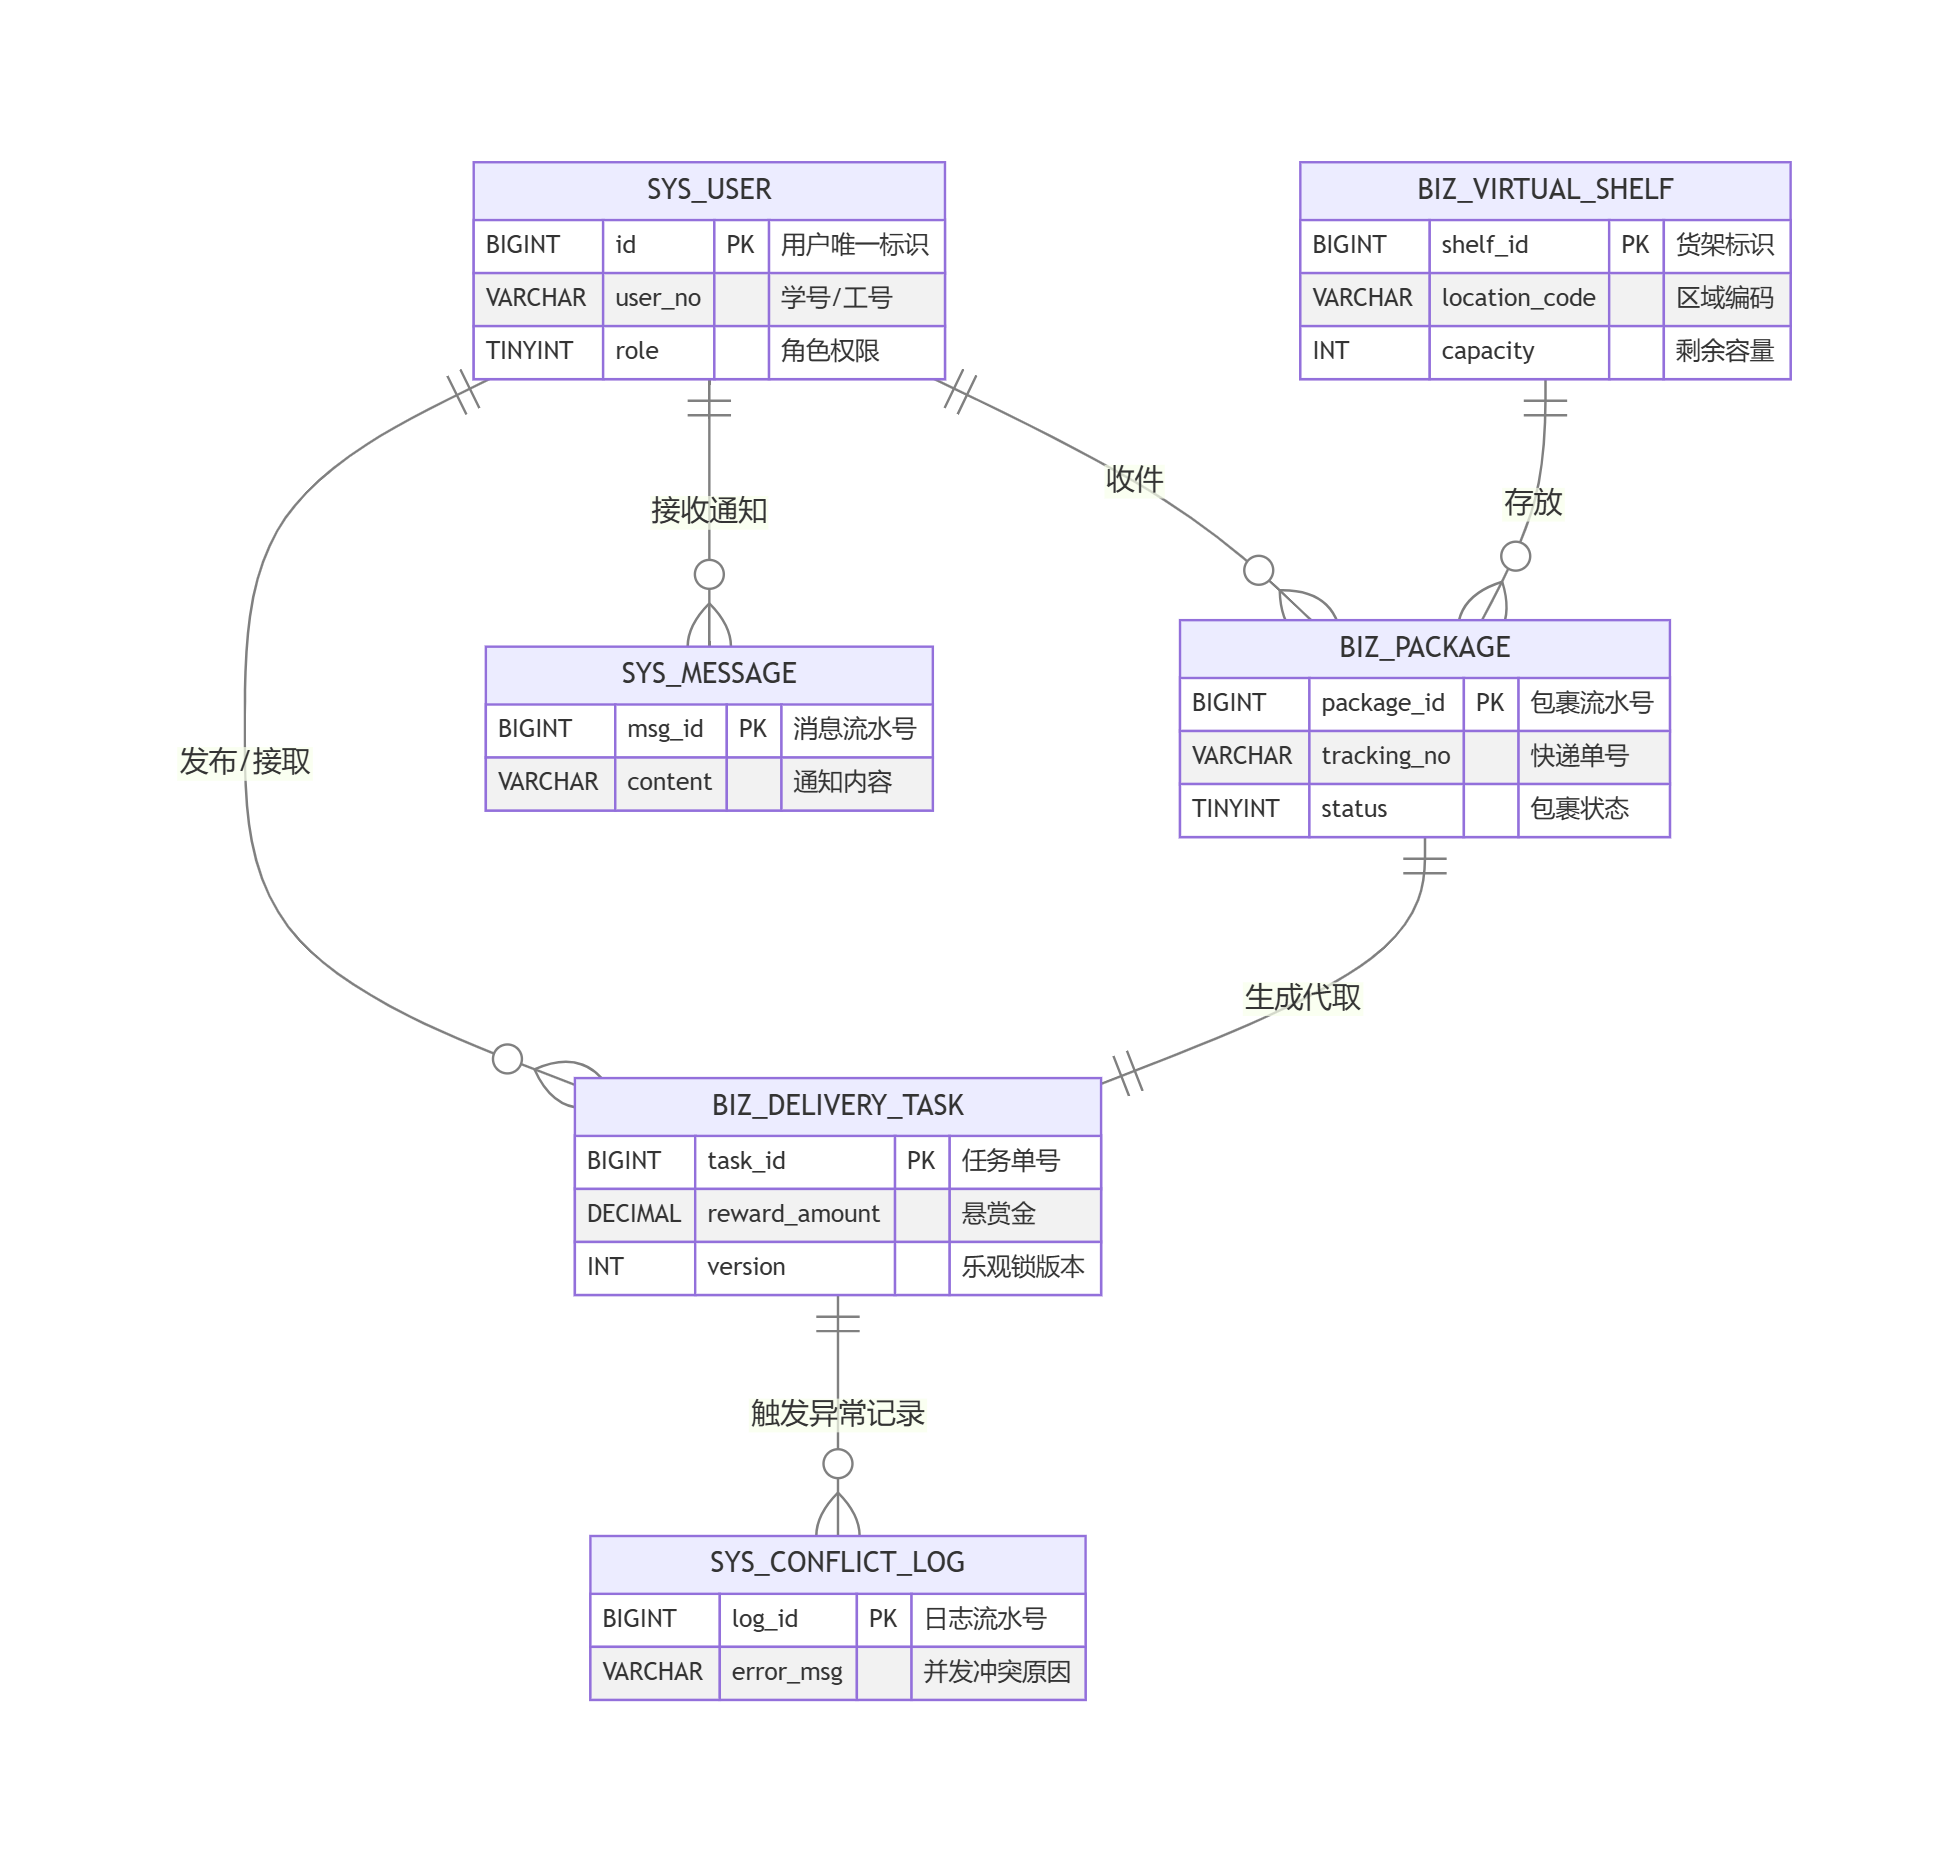 SYS_USER
BIGINT id PK 用户唯一标识
VARCHAR user_no 学号/工号
TINYINT role 角色权限
BIZ_VIRTUAL_SHELF
BIGINT shelf_id PK 货架标识
VARCHAR location_code 区域编码
INT capacity 剩余容量
收件
存放
接收通知
SYS_MESSAGE
BIGINT msg_id PK 消息流水号
VARCHAR content 通知内容
BIZ_PACKAGE
BIGINT package_id PK 包裹流水号
VARCHAR tracking_no 快递单号
TINYINT status 包裹状态
发布/接取
生成代取
BIZ_DELIVERY_TASK
BIGINT task_id PK 任务单号
DECIMAL reward_amount 悬赏金
INT version 乐观锁版本
触发异常记录
SYS_CONFLICT_LOG
BIGINT log_id PK 日志流水号
VARCHAR error_msg 并发冲突原因